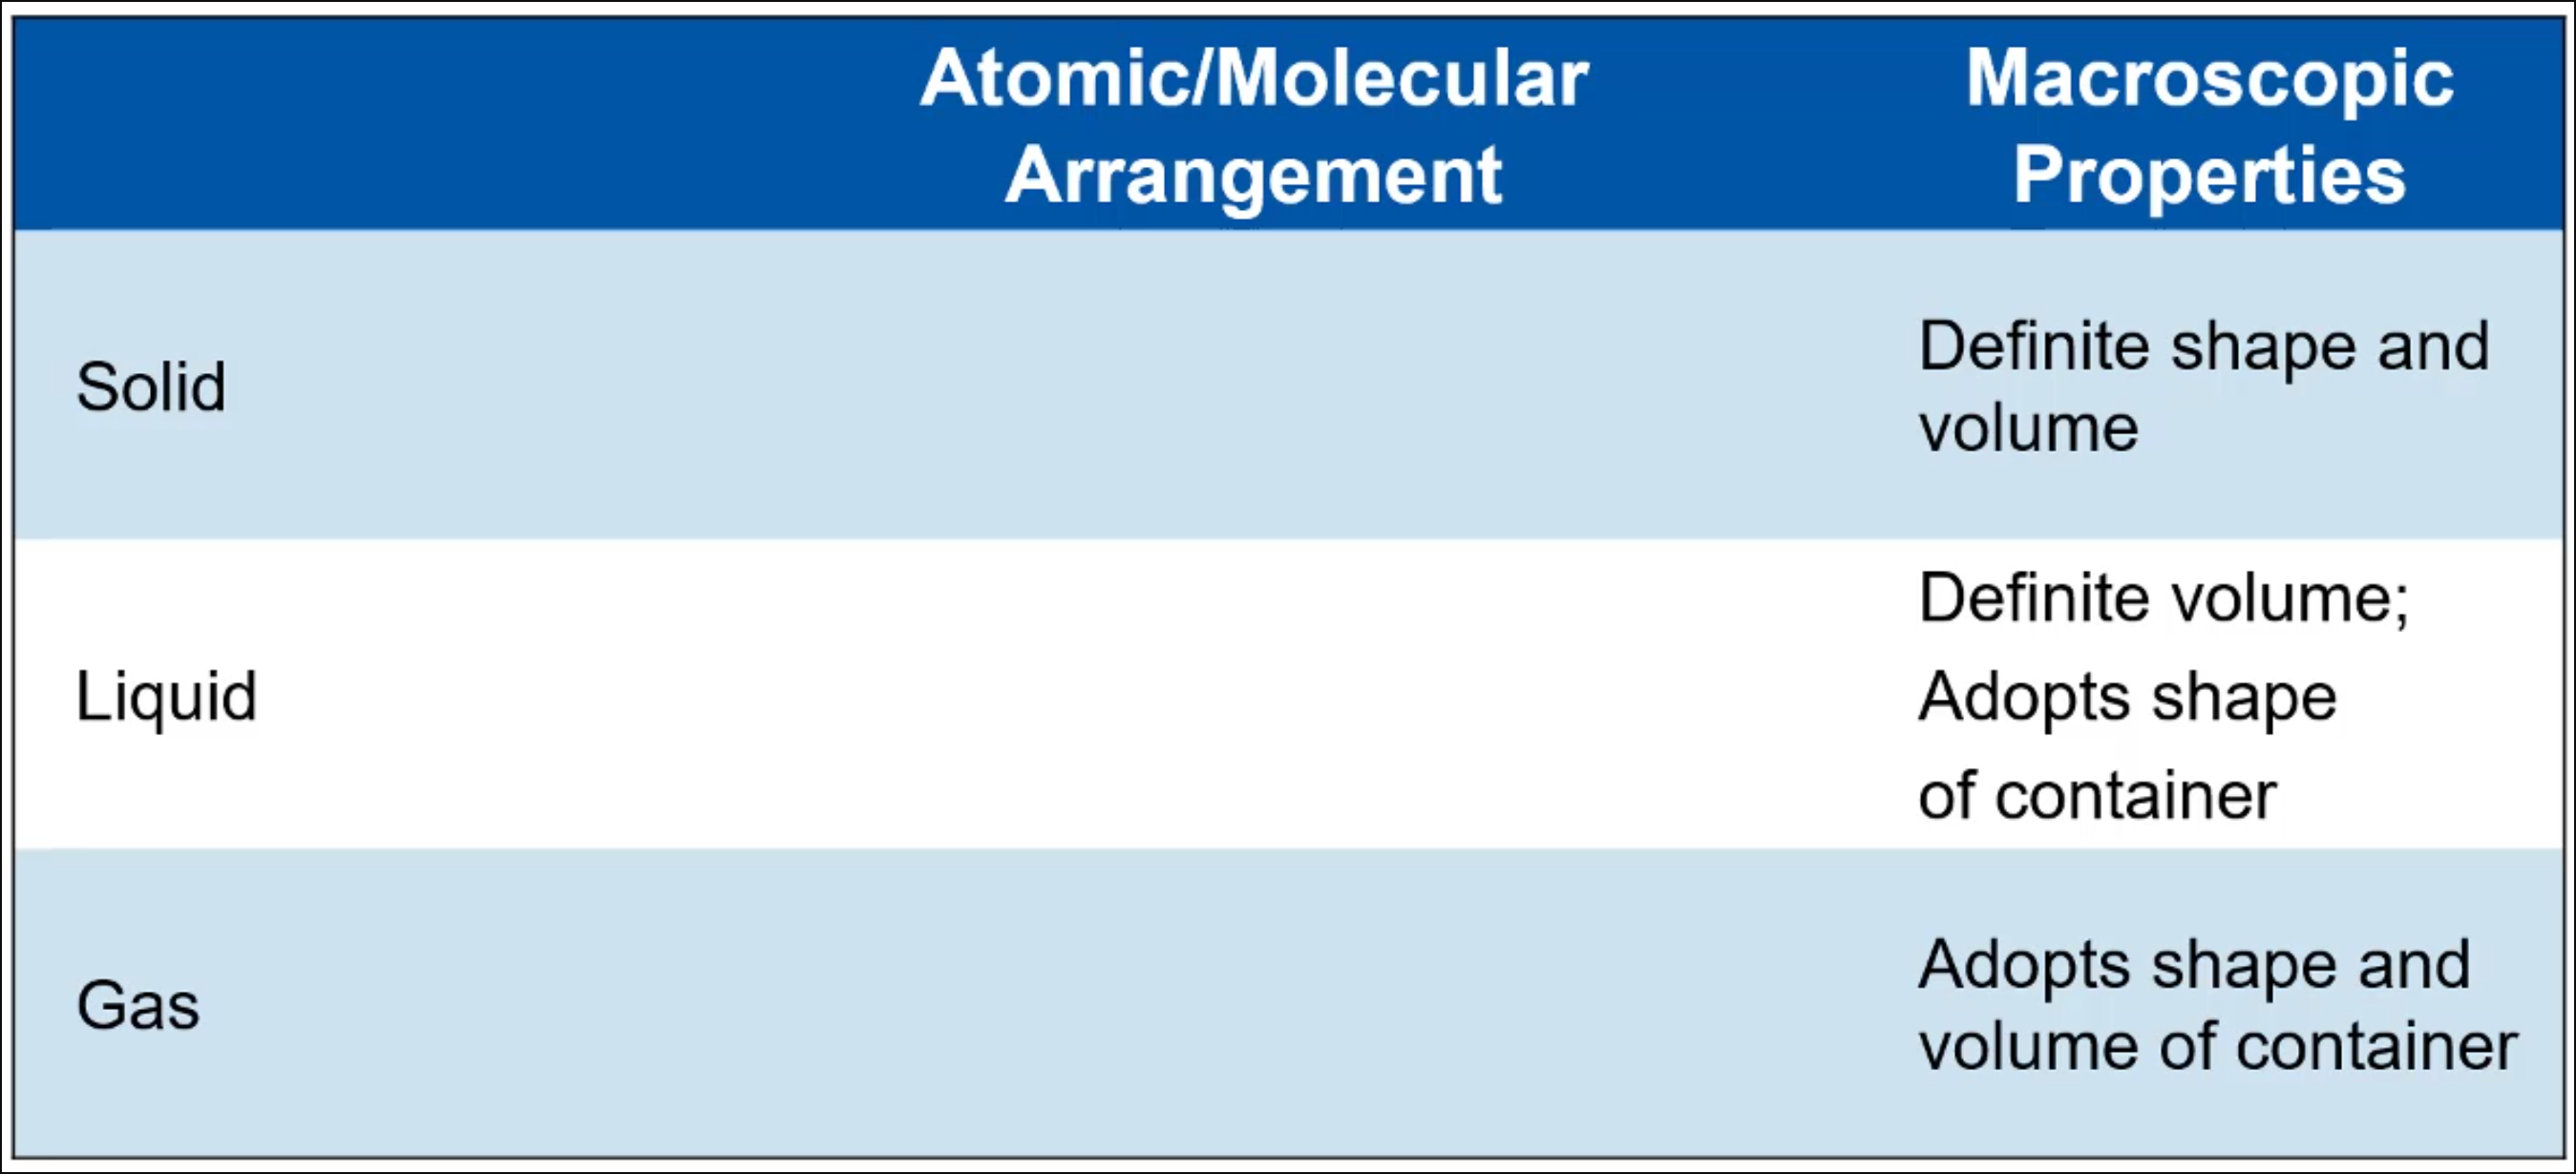 Atomic/Molecular
Arrangement
Macroscopic
Properties
Solid
Definite shape and
volume
Liquid
Definite volume;
Adopts shape
of container
Gas
Adopts shape and
volume of container